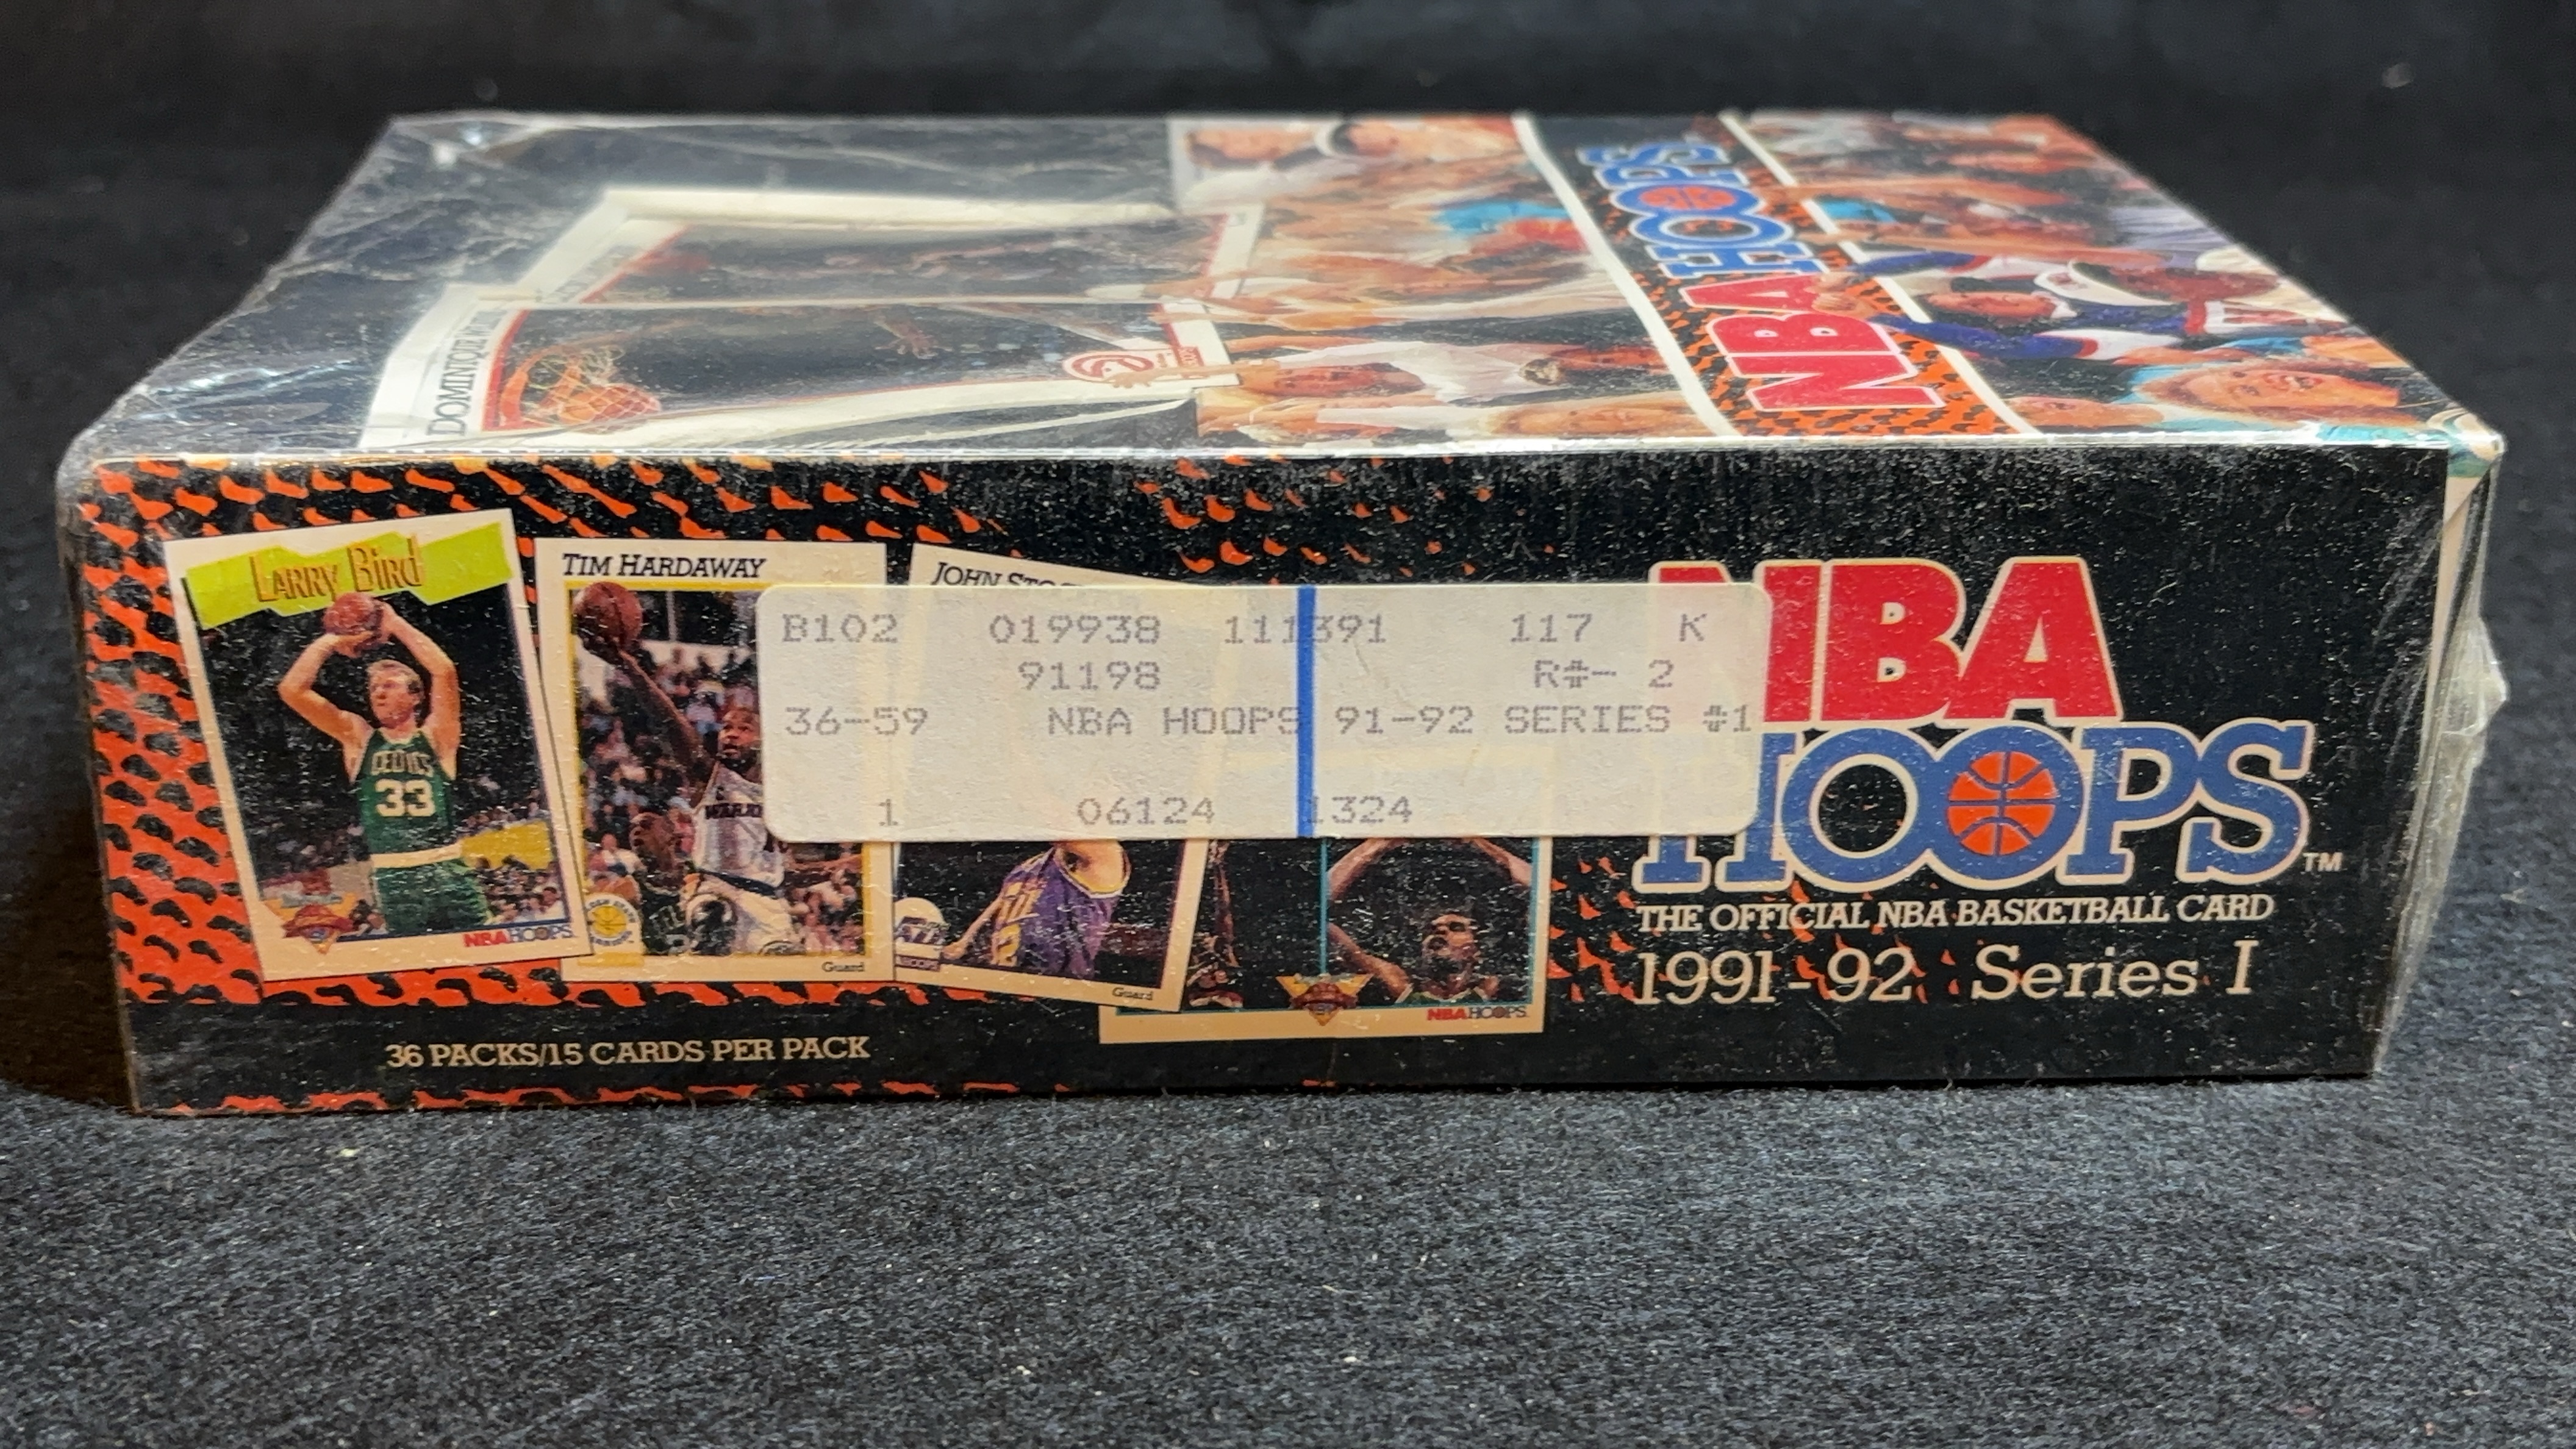 NBA HOOPS
DOMINIQUE
Larry Bird
CELTICS
33
NBA HOOPS
TIM HARDAWAY
Guard
JOHN
Guard
NBA HOOPS
B102 019938 111391 117 K
91198 R#- 2
36-59 NBA HOOPS 91-92 SERIES #1
1 06124 1324
NBA
HOOPS™
THE OFFICIAL NBA BASKETBALL CARD
1991-92 Series I
36 PACKS/15 CARDS PER PACK